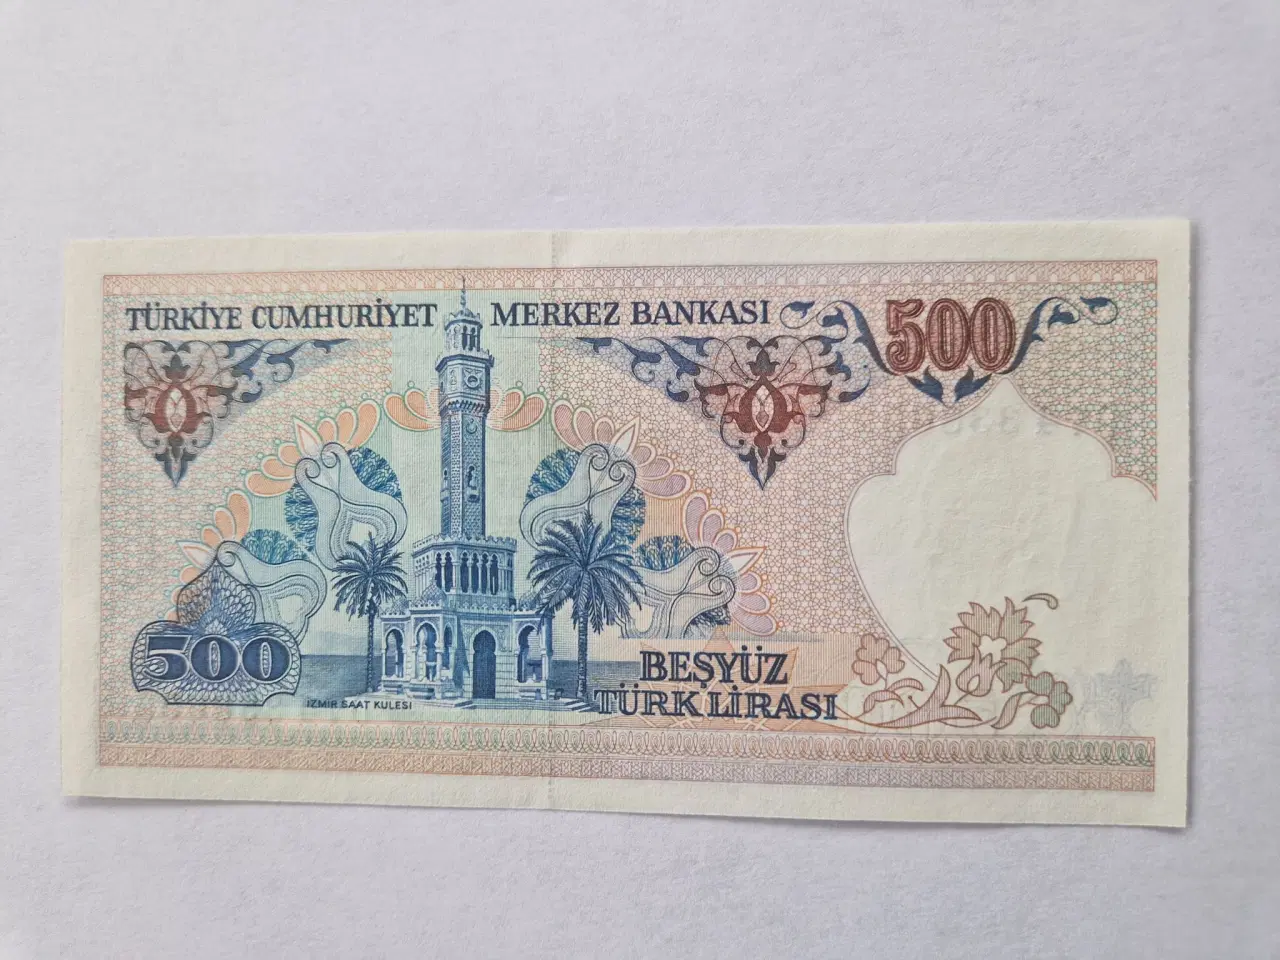 TÜRKİYE CUMHURİYET MERKEZ BANKASI
500
500
İZMİR SAAT KULESİ
BEŞYÜZ
TÜRK LİRASI